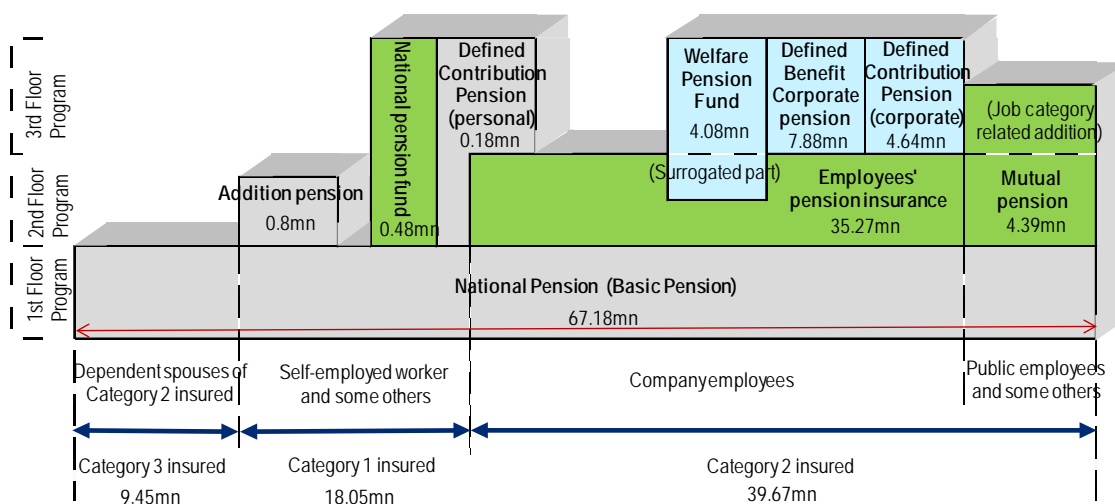 3rd Floor
Program
2nd Floor
Program
1st Floor
Program
National pension fund
0.48mn
Defined
Contribution
Pension
(personal)
0.18mn
Welfare
Pension
Fund
4.08mn
(Surrogated part)
Defined
Benefit
Corporate
pension
7.88mn
Defined
Contribution
Pension
(corporate)
4.64mn
(Job category
related addition)
Addition pension
0.8mn
Employees'
pension insurance
35.27mn
Mutual
pension
4.39mn
National Pension (Basic Pension)
67.18mn
Dependent spouses of
Category 2 insured
Self-employed worker
and some others
Company employees
Public employees
and some others
Category 3 insured
9.45mn
Category 1 insured
18.05mn
Category 2 insured
39.67mn